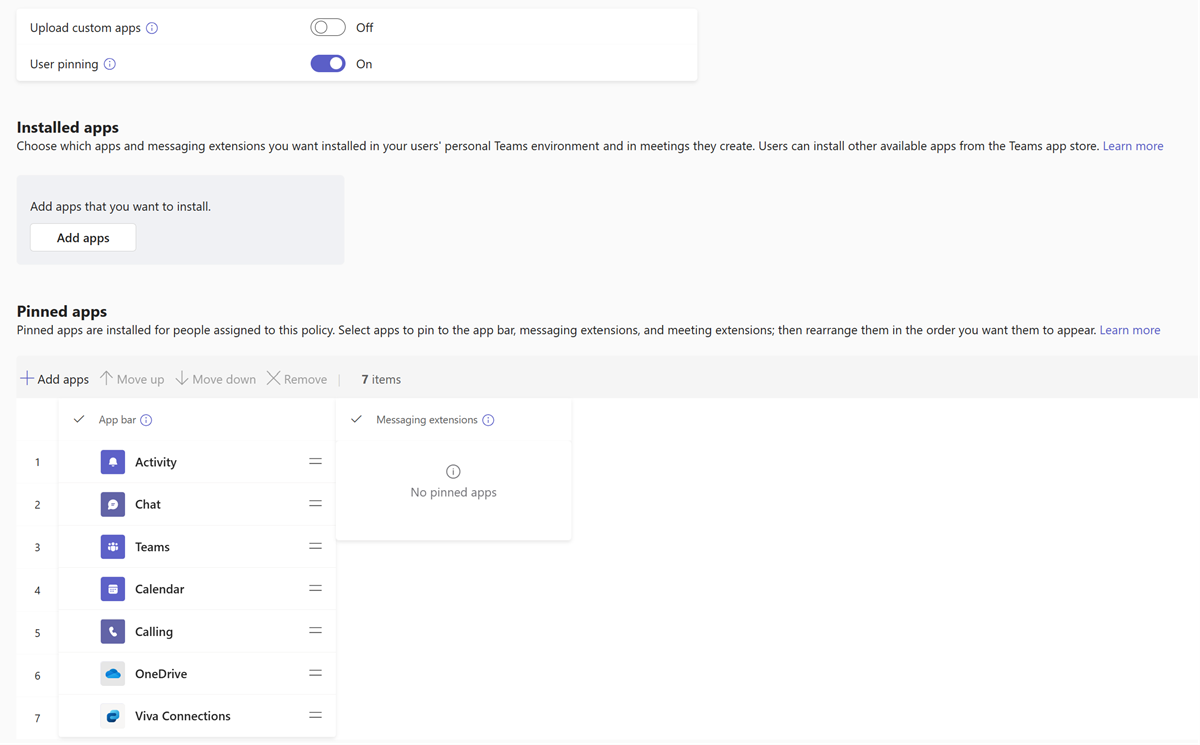 Upload custom apps Off
User pinning On
Installed apps
Choose which apps and messaging extensions you want installed in your users' personal Teams environment and in meetings they create. Users can install other available apps from the Teams app store. Learn more
Add apps that you want to install.
Add apps
Pinned apps
Pinned apps are installed for people assigned to this policy. Select apps to pin to the app bar, messaging extensions, and meeting extensions; then rearrange them in the order you want them to appear. Learn more
Add apps Move up Move down Remove | 7 items
App bar Messaging extensions
1 Activity
No pinned apps
2 Chat
3 Teams
4 Calendar
5 Calling
6 OneDrive
7 Viva Connections